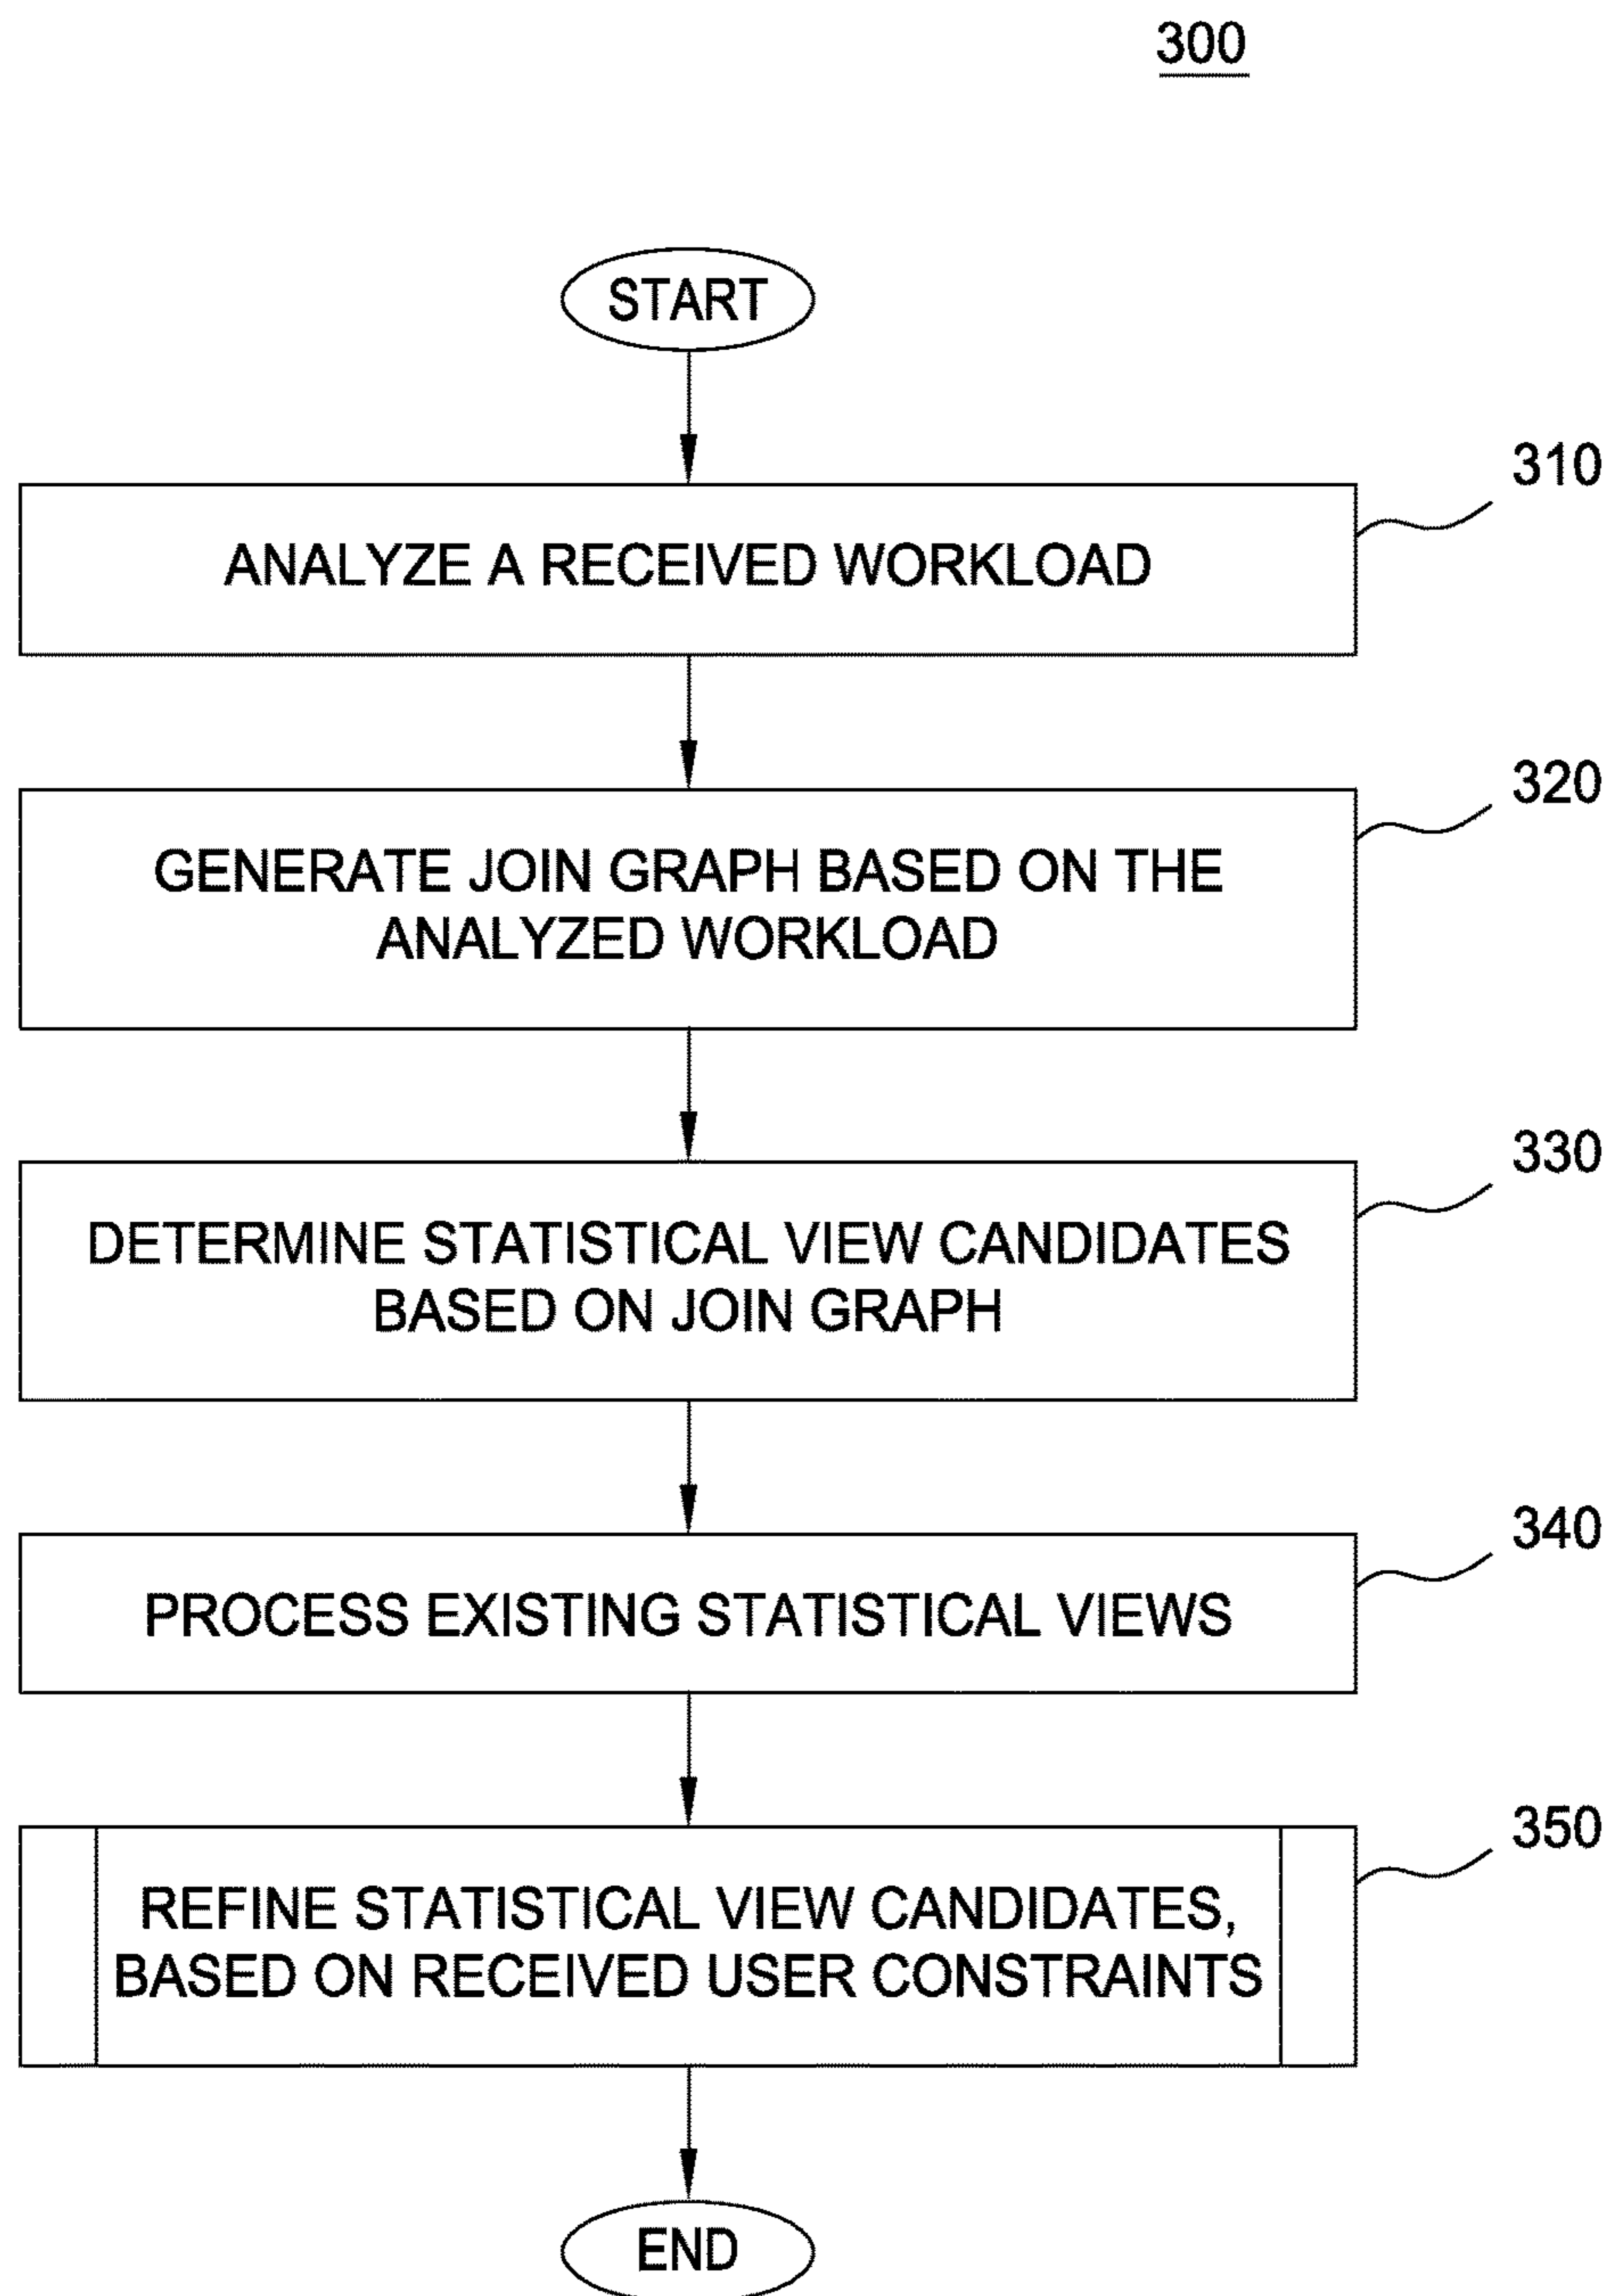 300
START
310
ANALYZE A RECEIVED WORKLOAD
320
GENERATE JOIN GRAPH BASED ON THE
ANALYZED WORKLOAD
330
DETERMINE STATISTICAL VIEW CANDIDATES
BASED ON JOIN GRAPH
340
PROCESS EXISTING STATISTICAL VIEWS
350
REFINE STATISTICAL VIEW CANDIDATES,
BASED ON RECEIVED USER CONSTRAINTS
END